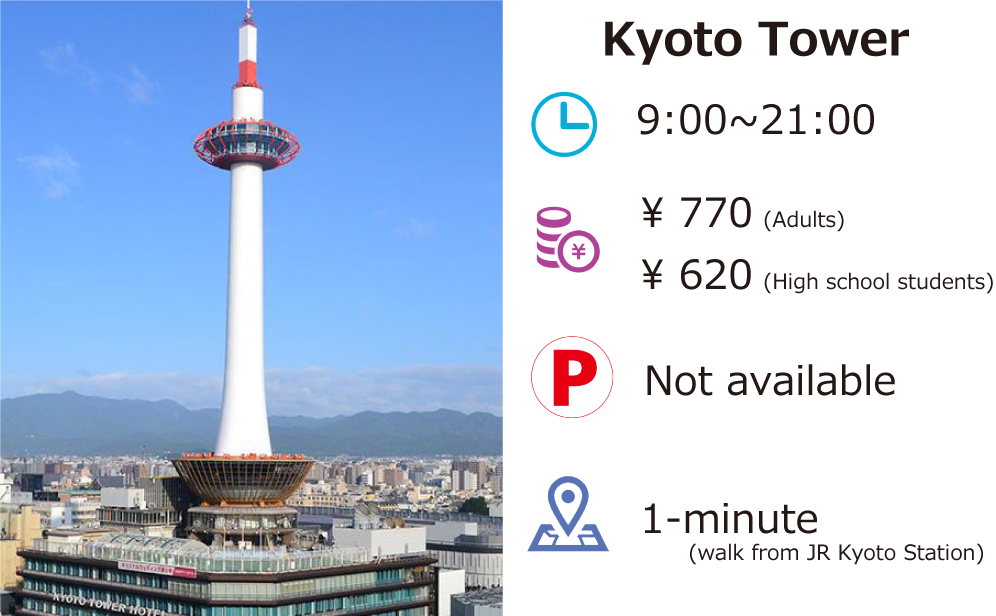 Kyoto Tower
9:00~21:00
¥ 770 (Adults)
¥
¥ 620 (High school students)
P
Not available
1-minute
(walk from JR Kyoto Station)
KYOTO TOWER HOTEL